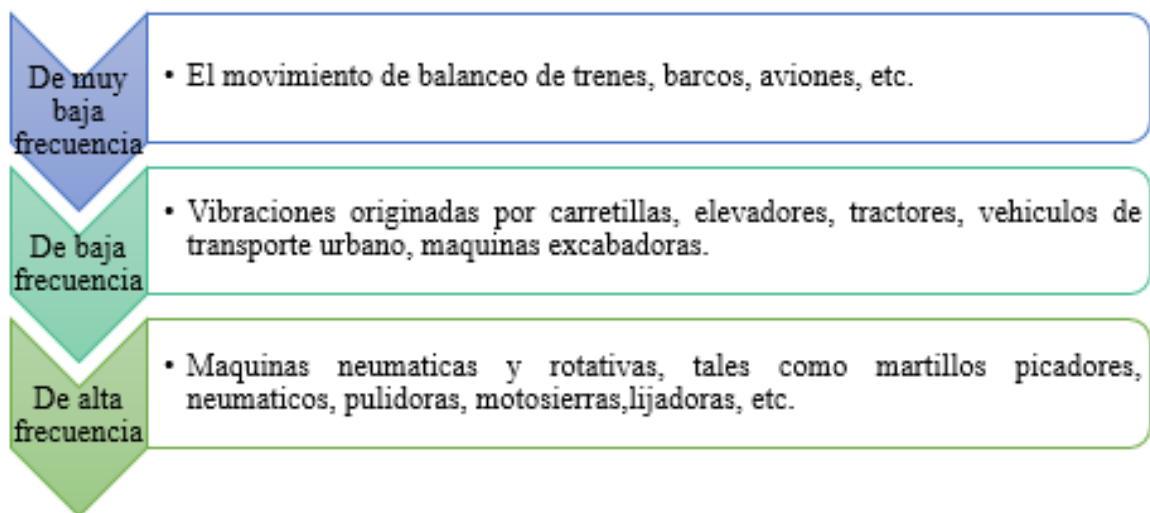 De muy
baja
frecuencia
• El movimiento de balanceo de trenes, barcos, aviones, etc.
De baja
frecuencia
• Vibraciones originadas por carretillas, elevadores, tractores, vehiculos de
transporte urbano, maquinas excabadoras.
De alta
frecuencia
• Maquinas neumaticas y rotativas, tales como martillos picadores,
neumaticos, pulidoras, motosierras,lijadoras, etc.